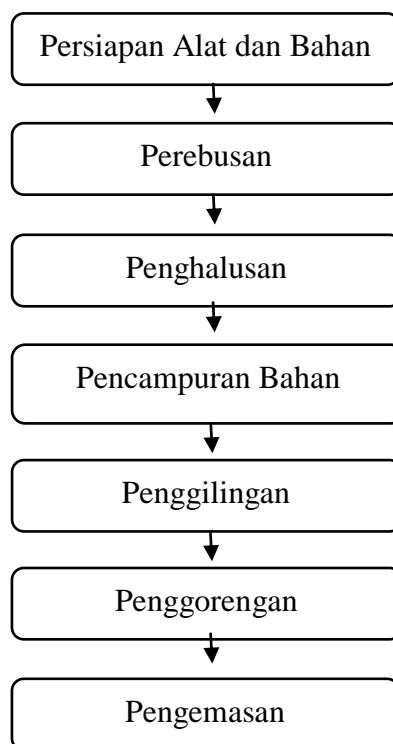 Persiapan Alat dan Bahan
Perebusan
Penghalusan
Pencampuran Bahan
Penggilingan
Penggorengan
Pengemasan